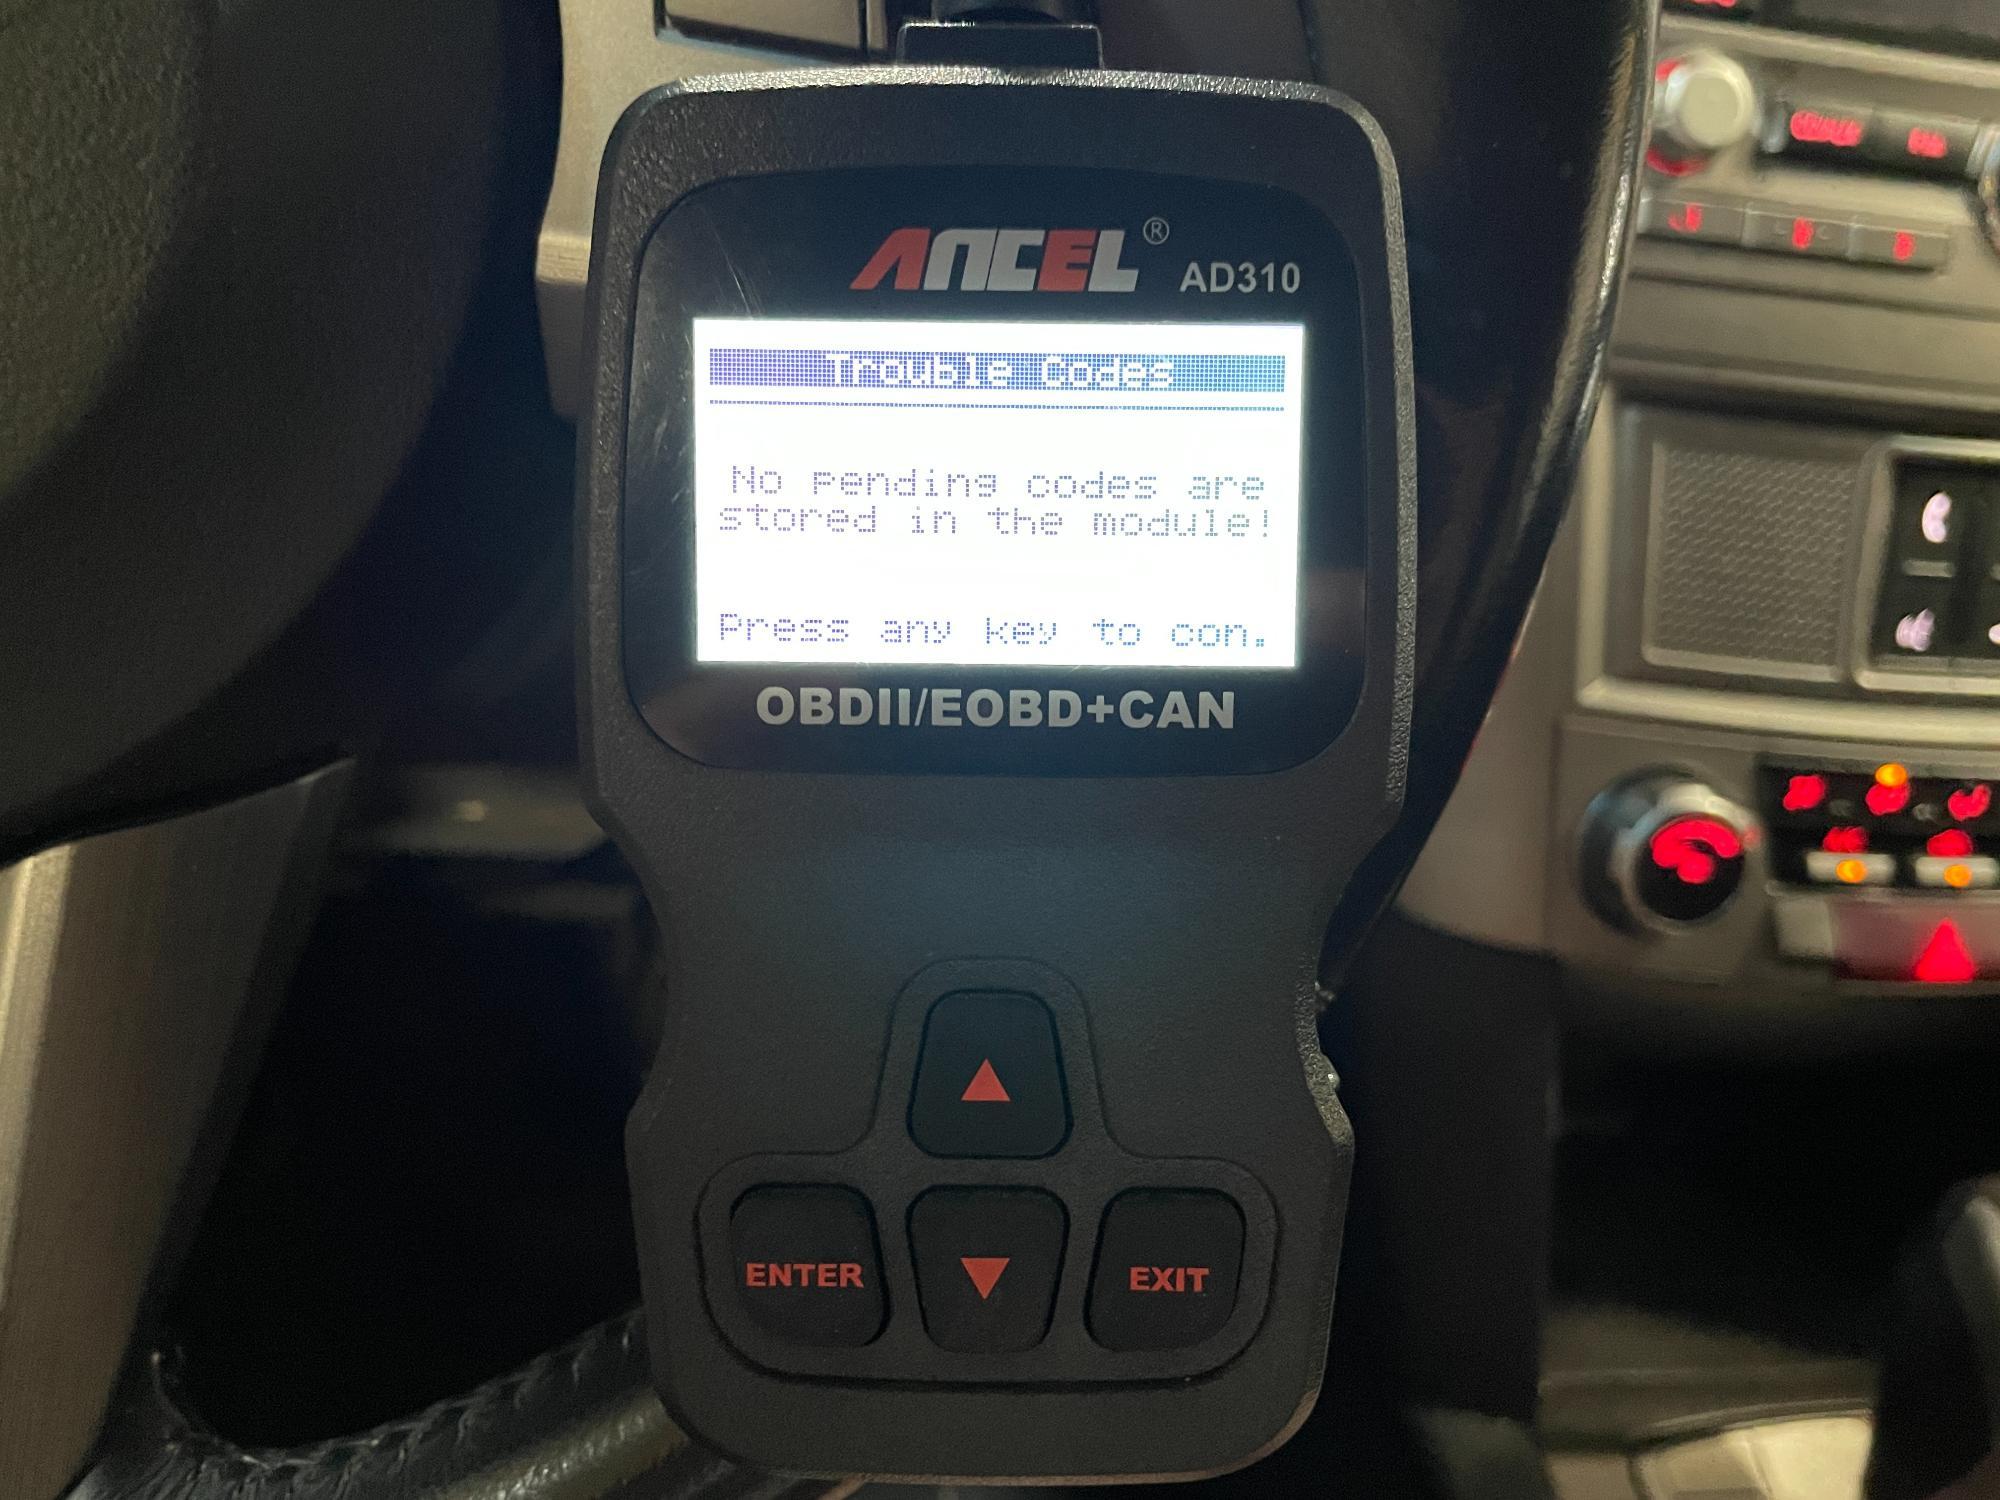 ANCEL® AD310
Trouble Codes
No pending codes are
stored in the module!
Press any key to con.
OBDII/EOBD+CAN
ENTER
EXIT